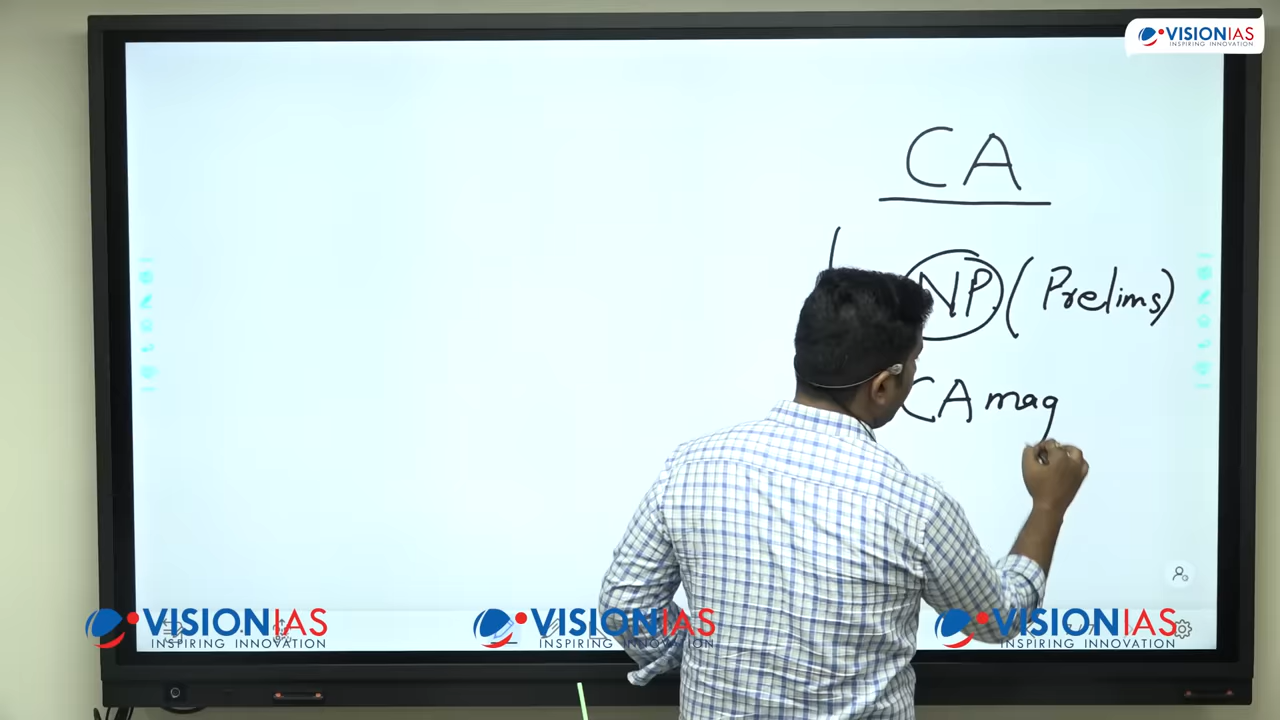 VISIONIAS
INSPIRING INNOVATION
CA
NP (Prelims)
CA mag
VISIONIAS VISIONIAS VISIONIAS
INSPIRING INNOVATION INSPIRING INNOVATION INSPIRING INNOVATION